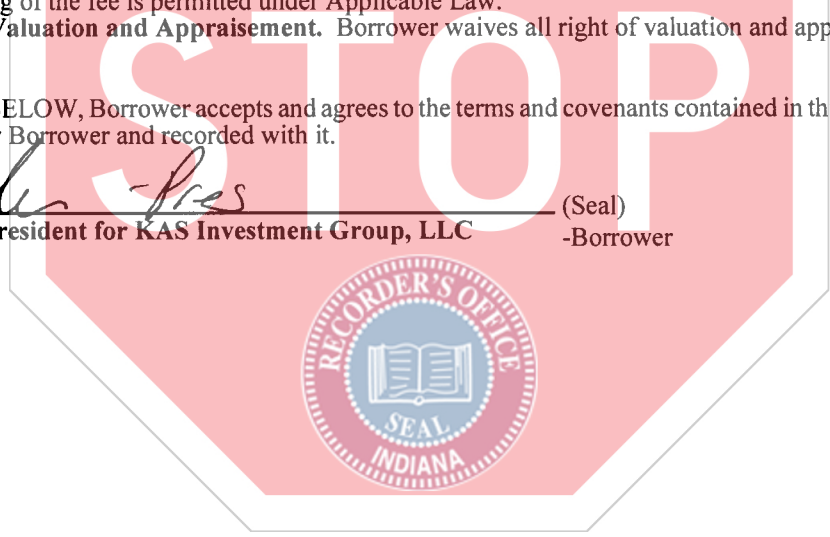 g of the fee is permitted under Applicable Law.
Valuation and Appraisement. Borrower waives all right of valuation and app
ELOW, Borrower accepts and agrees to the terms and covenants contained in th
Borrower and recorded with it.
-Pres
(Seal)
resident for KAS Investment Group, LLC
-Borrower
STOP
RECORDER'S OFFICE
SEAL
INDIANA